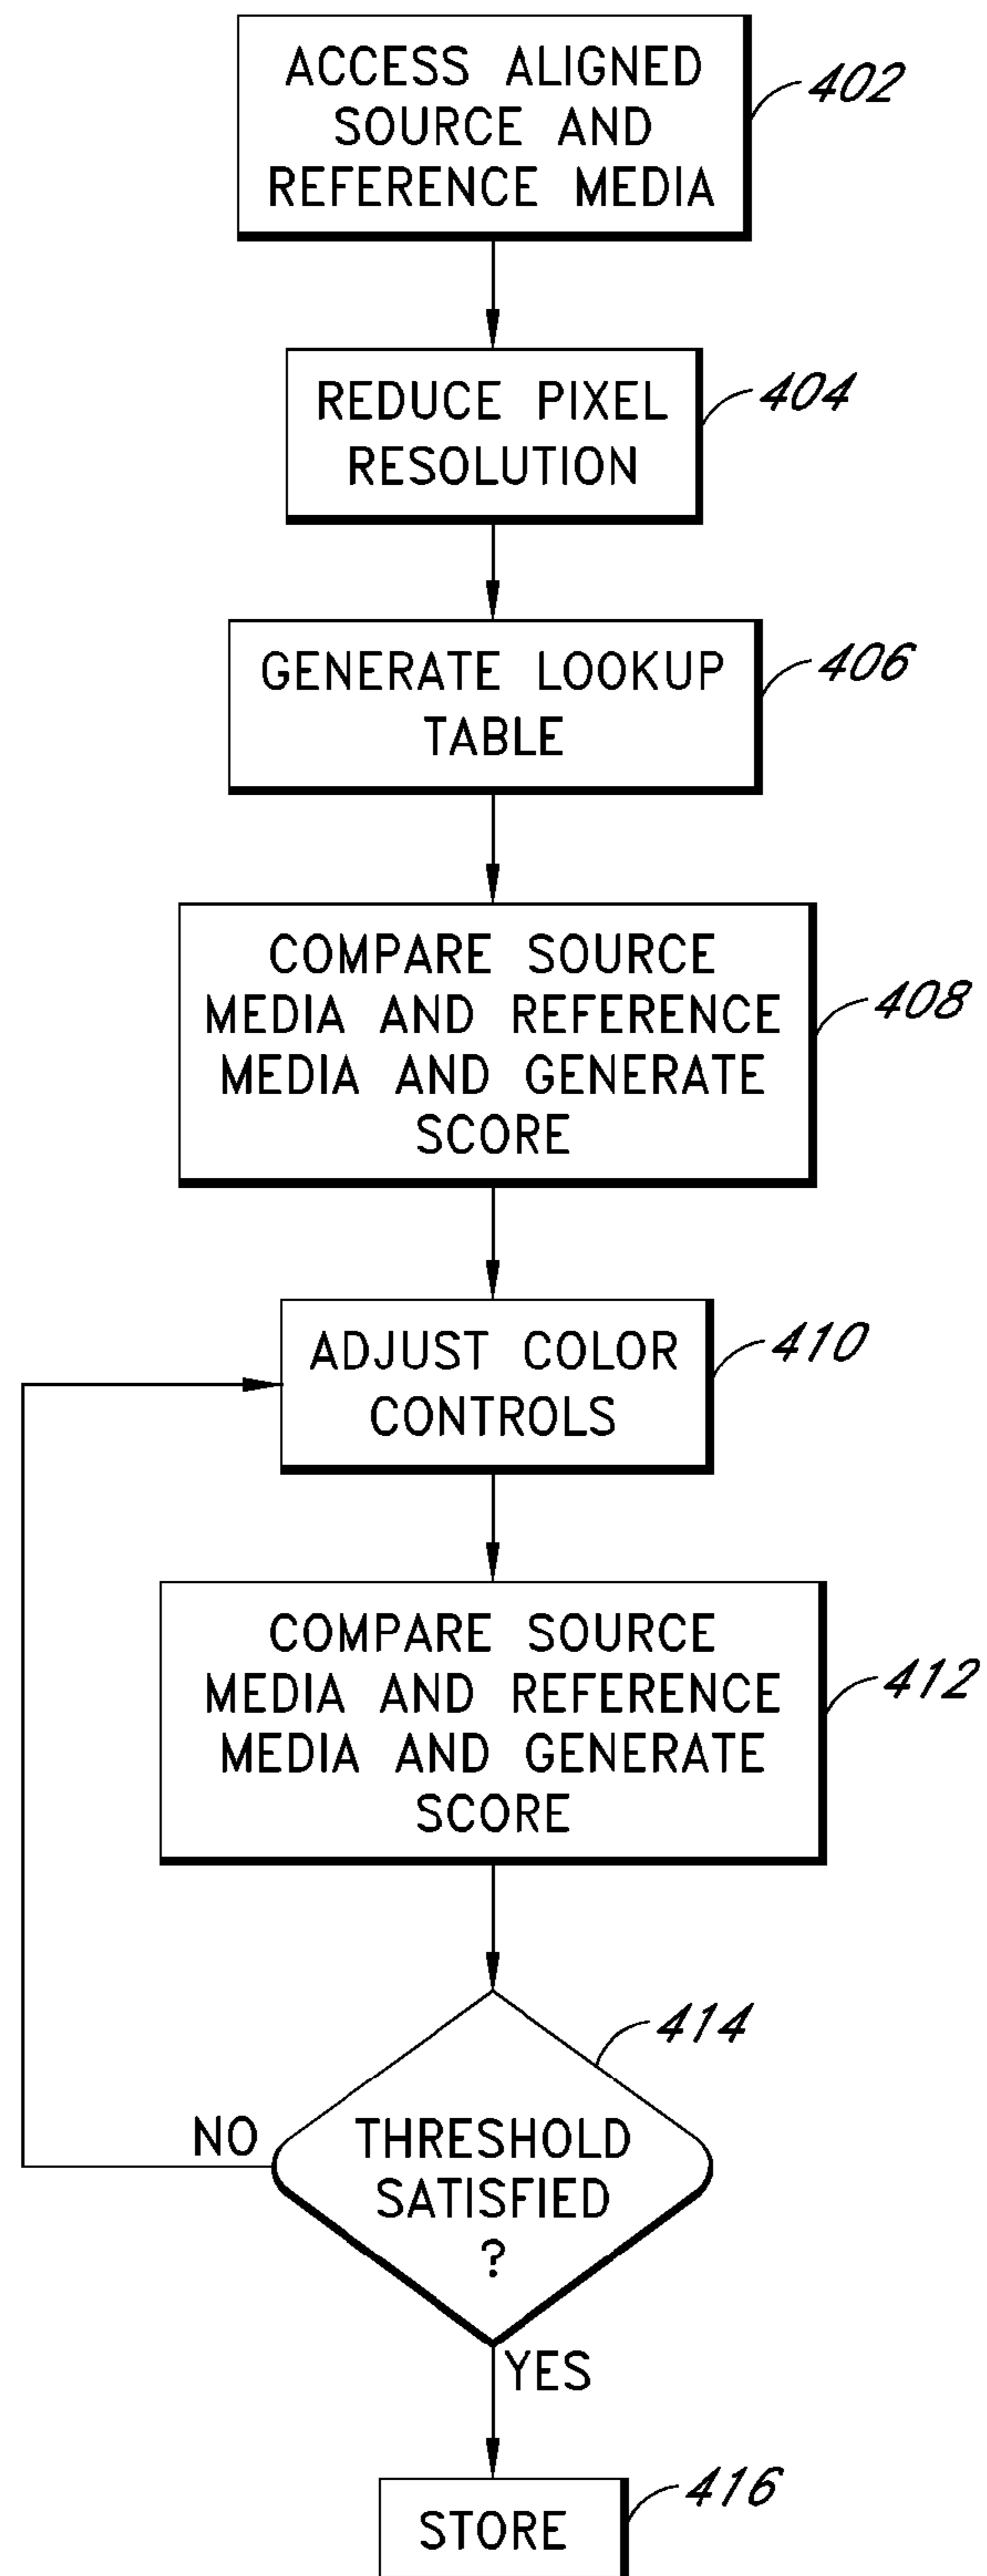 ACCESS ALIGNED
SOURCE AND
REFERENCE MEDIA
402
REDUCE PIXEL
RESOLUTION
404
GENERATE LOOKUP
TABLE
406
COMPARE SOURCE
MEDIA AND REFERENCE
MEDIA AND GENERATE
SCORE
408
ADJUST COLOR
CONTROLS
410
COMPARE SOURCE
MEDIA AND REFERENCE
MEDIA AND GENERATE
SCORE
412
414
NO
THRESHOLD
SATISFIED
?
YES
STORE
416